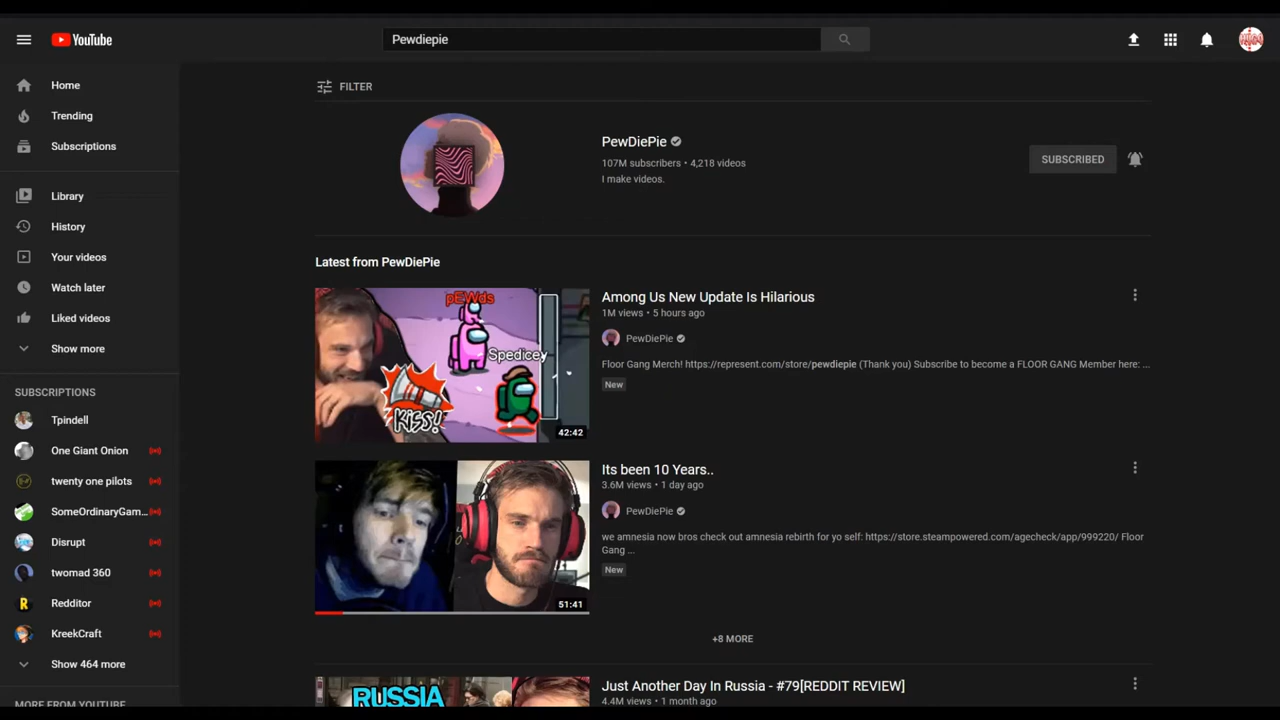 YouTube
Pewdiepie
Home
Trending
Subscriptions
Library
History
Your videos
Watch later
Liked videos
Show more
SUBSCRIPTIONS
Tpindell
One Giant Onion
twenty one pilots
SomeOrdinaryGam...
Disrupt
twomad 360
Redditor
KreekCraft
Show 464 more
MORE FROM YOUTUBE
FILTER
PewDiePie
107M subscribers • 4,218 videos
I make videos.
SUBSCRIBED
Latest from PewDiePie
pEWds
Spedicey
KISS!
42:42
Among Us New Update Is Hilarious
1M views • 5 hours ago
PewDiePie
Floor Gang Merch! https://represent.com/store/pewdiepie (Thank you) Subscribe to become a FLOOR GANG Member here: ...
New
51:41
Its been 10 Years..
3.6M views • 1 day ago
PewDiePie
we amnesia now bros check out amnesia rebirth for yo self: https://store.steampowered.com/agecheck/app/999220/ Floor
Gang ...
New
+8 MORE
RUSSIA
Just Another Day In Russia - #79[REDDIT REVIEW]
4.4M views • 1 month ago